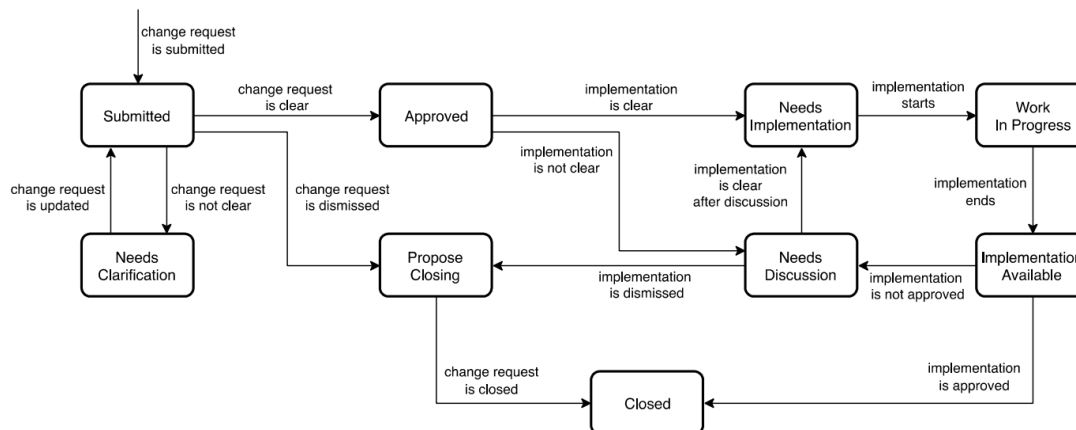 change request
is submitted
Submitted
change request
is clear
Approved
implementation
is clear
Needs
Implementation
implementation
starts
Work
In Progress
change request
is updated
change request
is not clear
change request
is dismissed
implementation
is not clear
implementation
is clear
after discussion
implementation
ends
Needs
Clarification
Propose
Closing
implementation
is dismissed
Needs
Discussion
implementation
is not approved
Implementation
Available
change request
is closed
Closed
implementation
is approved